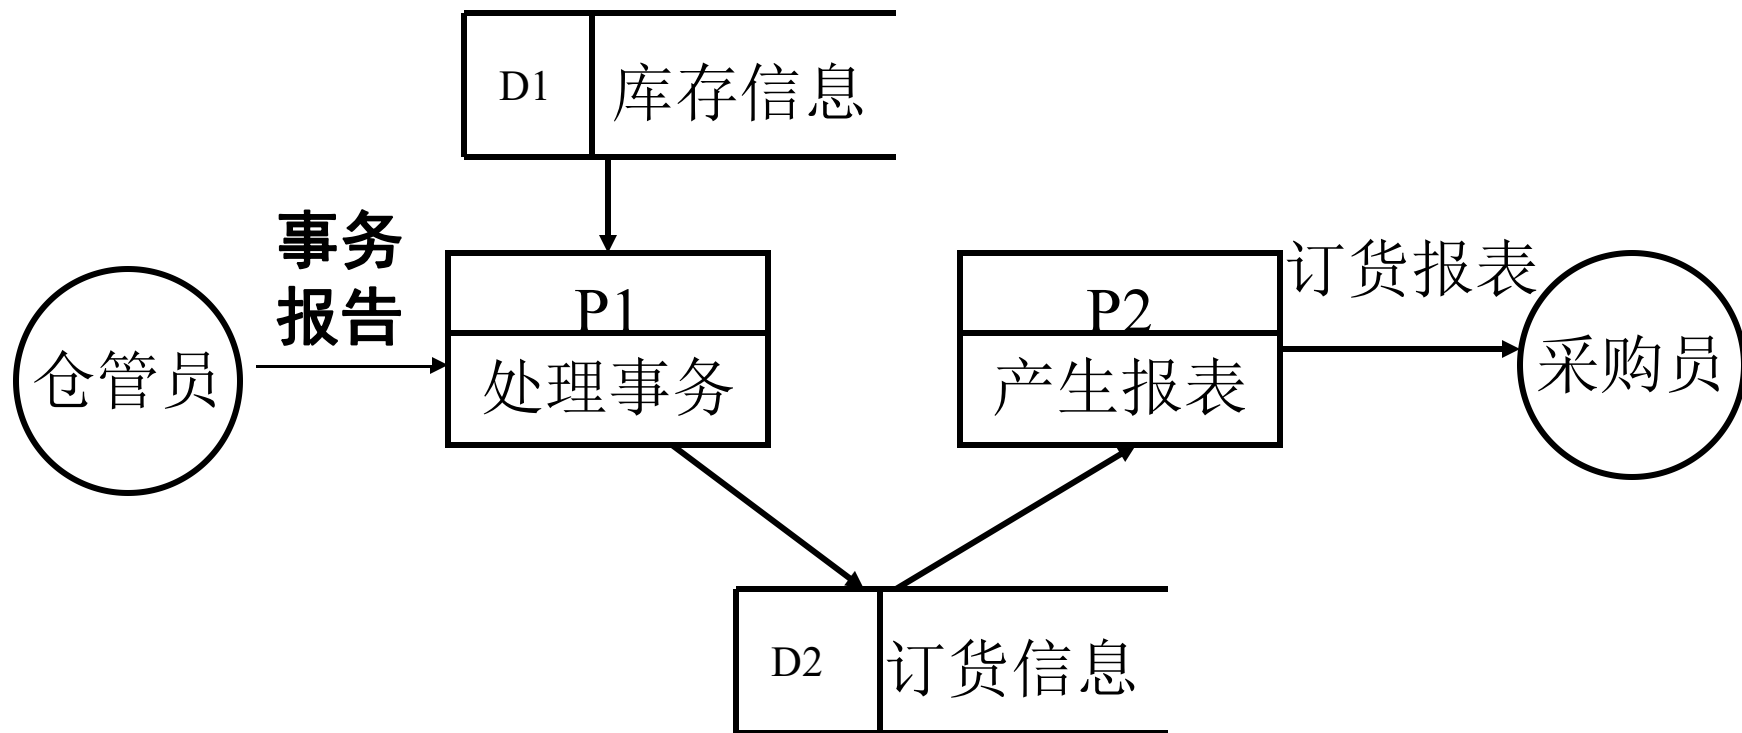 D1
库存信息
事务
报告
仓管员
P1
处理事务
P2
产生报表
订货报表
采购员
D2
订货信息